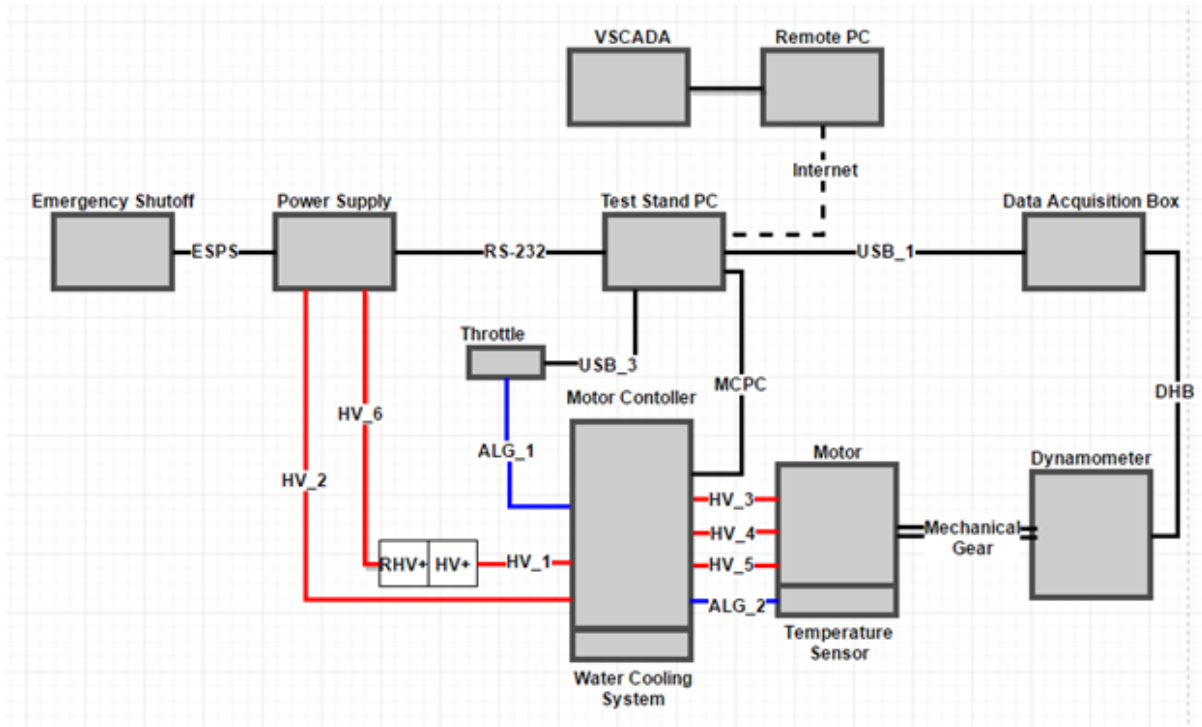 VSCADA
Remote PC
Internet
Emergency Shutoff
Power Supply
Test Stand PC
Data Acquisition Box
ESPS
RS-232
USB_1
Throttle
USB_3
MCPC
DHB
Motor Contoller
HV_6
ALG_1
HV_2
Motor
Dynamometer
HV_3
HV_4
HV_5
Mechanical
Gear
RHV+
HV+
HV_1
ALG_2
Temperature
Sensor
Water Cooling
System